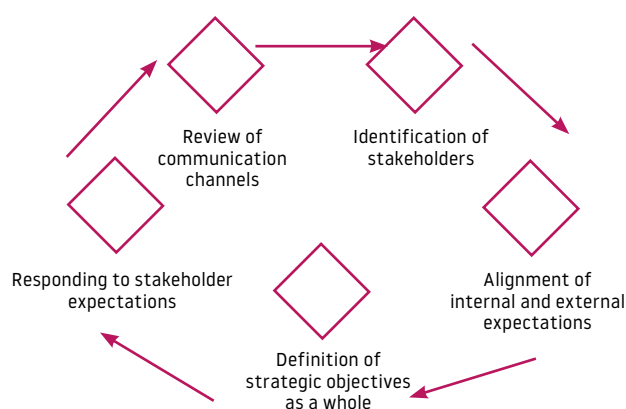 Review of
communication
channels
Identification of
stakeholders
Responding to stakeholder
expectations
Alignment of
internal and external
expectations
Definition of
strategic objectives
as a whole